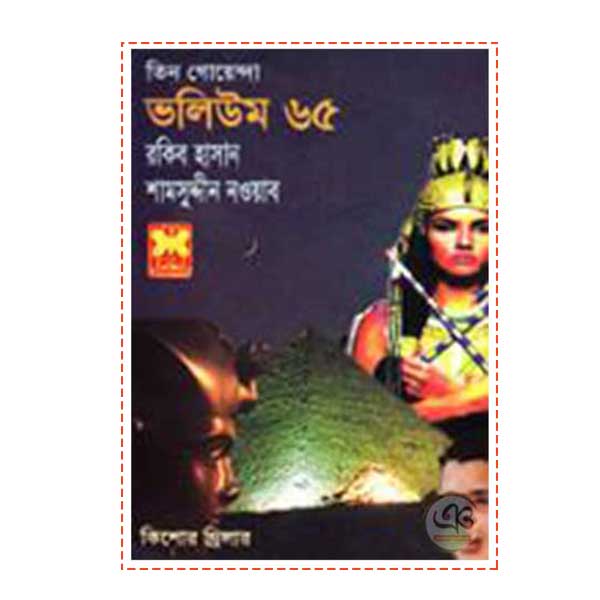 তিন গোয়েন্দা
ভলিউম ৬৫
রকিব হাসান
শামসুদ্দীন নওয়াব
কিশোর থ্রিলার